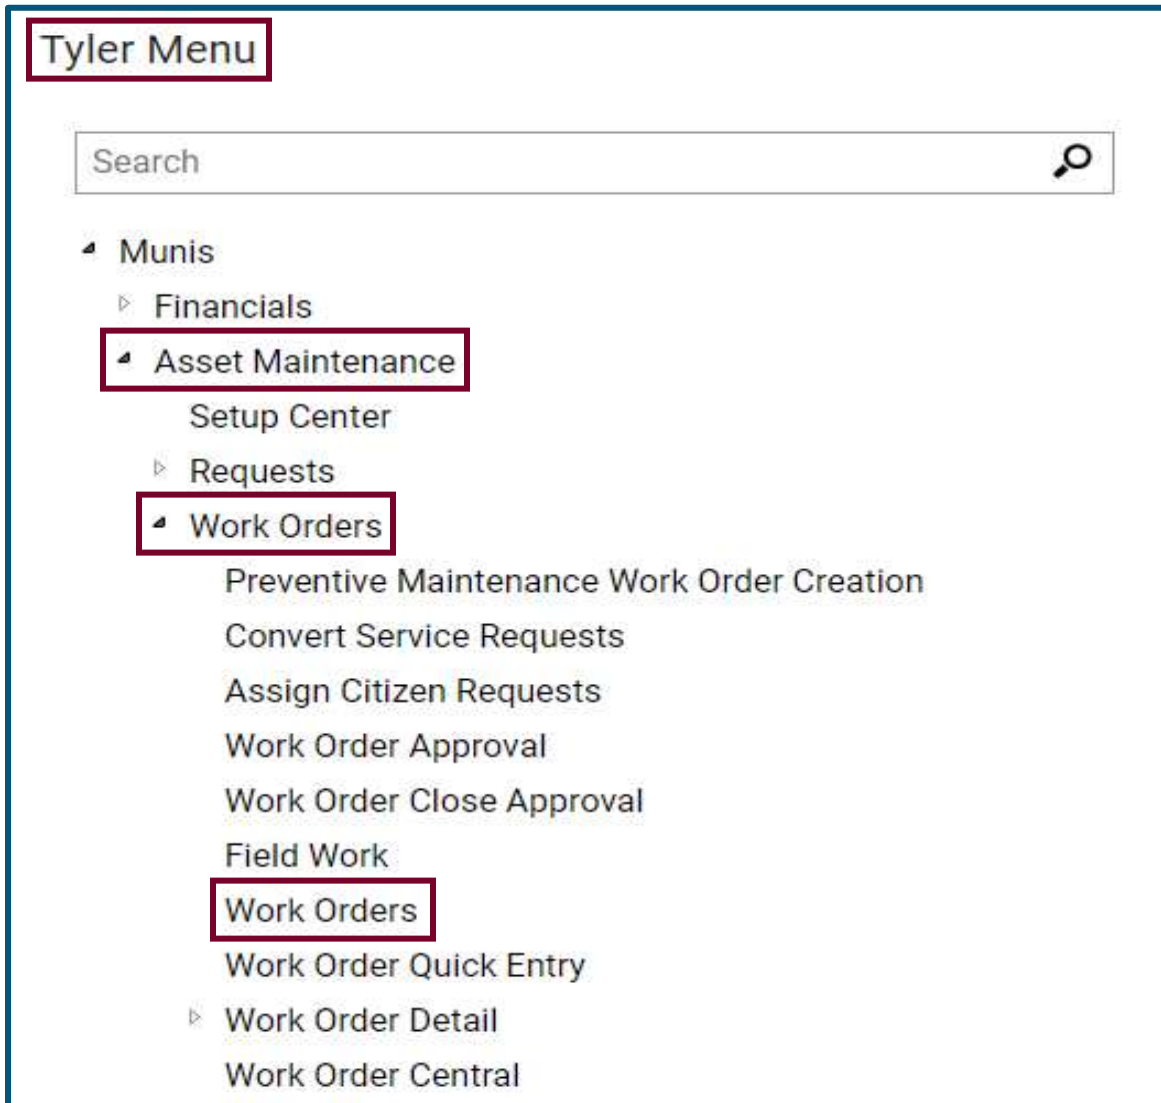 Tyler Menu
Search
Munis
Financials
Asset Maintenance
Setup Center
Requests
Work Orders
Preventive Maintenance Work Order Creation
Convert Service Requests
Assign Citizen Requests
Work Order Approval
Work Order Close Approval
Field Work
Work Orders
Work Order Quick Entry
Work Order Detail
Work Order Central